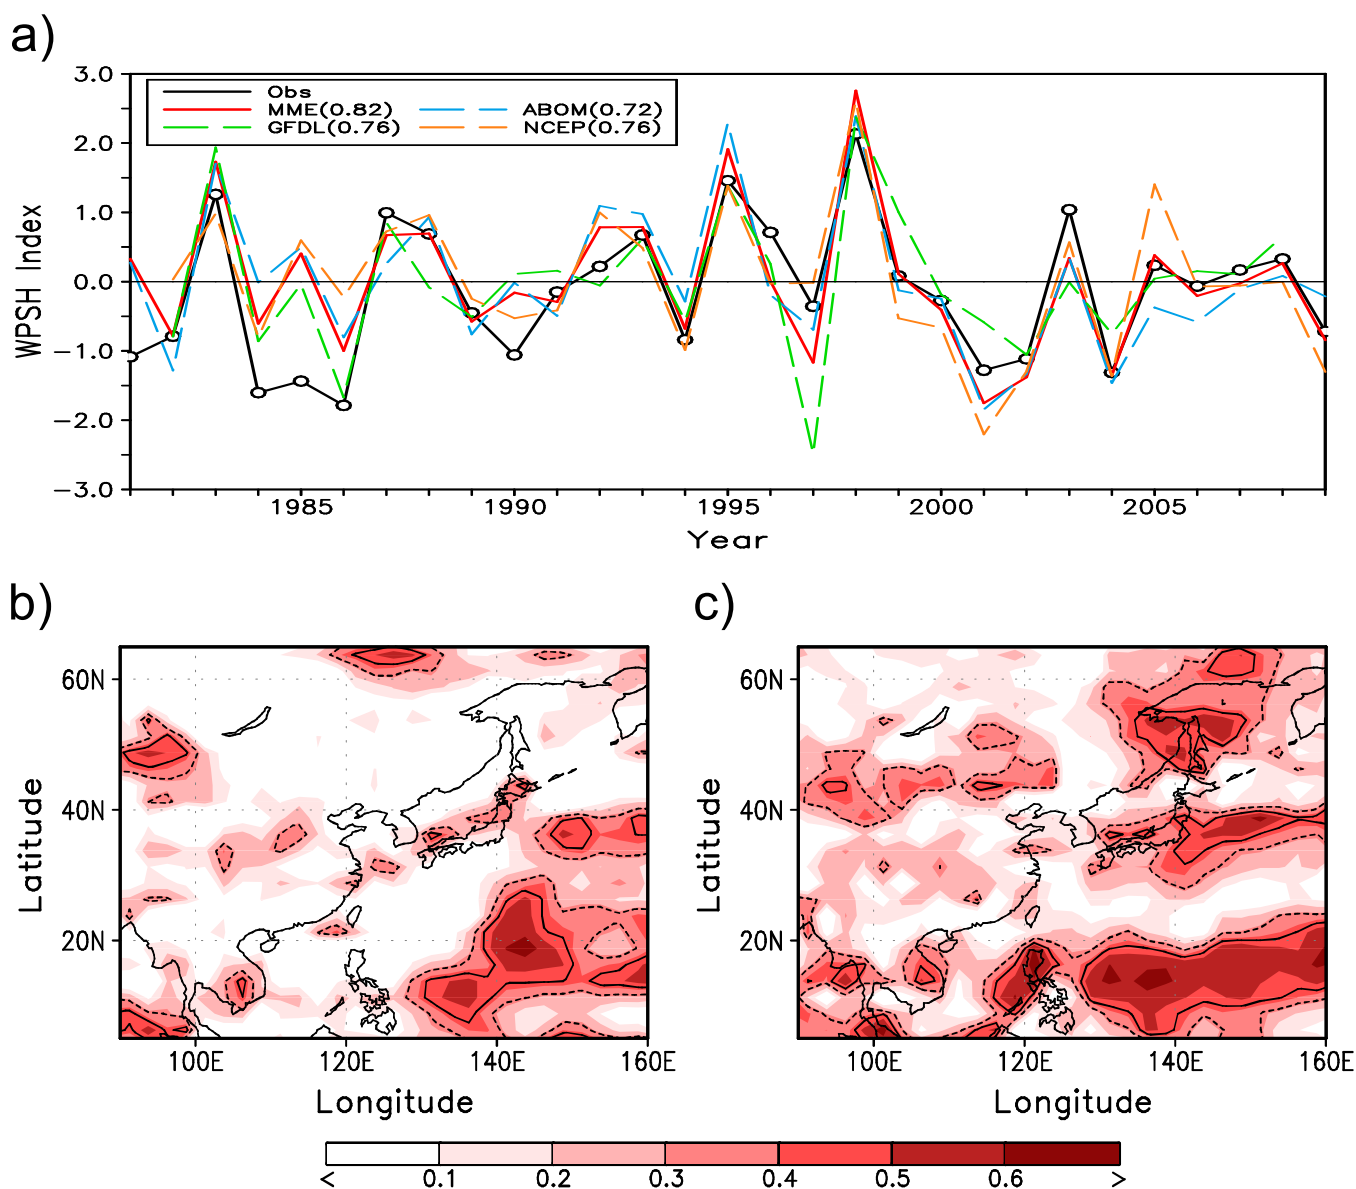 a)
3.0
2.0
1.0
0.0
−1.0
−2.0
−3.0
WPSH Index
Obs
MME(0.82)
GFDL(0.76)
ABOM(0.72)
NCEP(0.76)
1985 1990 1995 2000 2005
Year
b)
60N
40N
20N
Latitude
100E 120E 140E 160E
Longitude
c)
60N
40N
20N
Latitude
100E 120E 140E 160E
Longitude
< 0.1 0.2 0.3 0.4 0.5 0.6 >